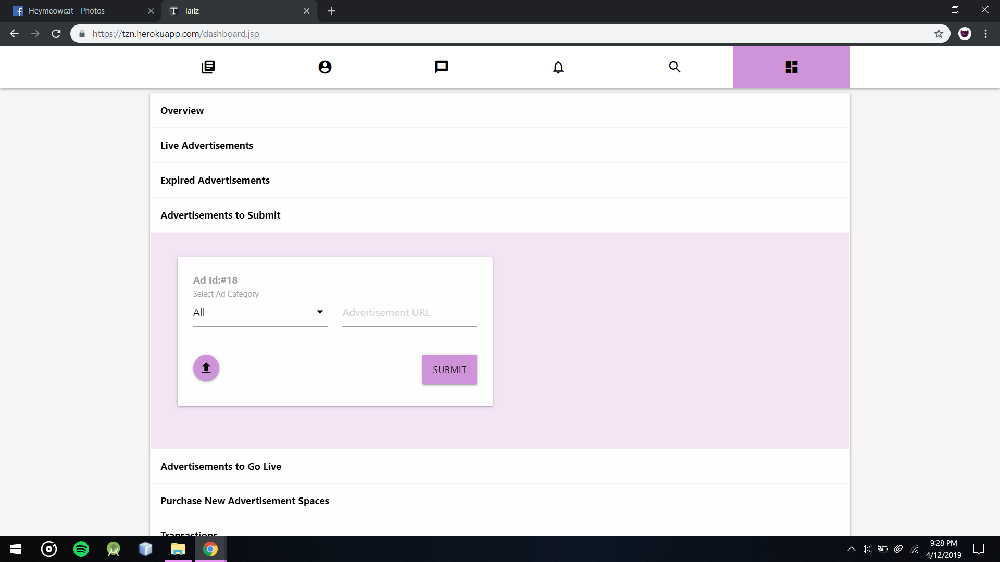 Heymeowcat - Photos
Tailz
https://tzn.herokuapp.com/dashboard.jsp
Overview
Live Advertisements
Expired Advertisements
Advertisements to Submit
Ad Id:#18
Select Ad Category
All
Advertisement URL
SUBMIT
Advertisements to Go Live
Purchase New Advertisement Spaces
Transactions
9:28 PM
4/12/2019